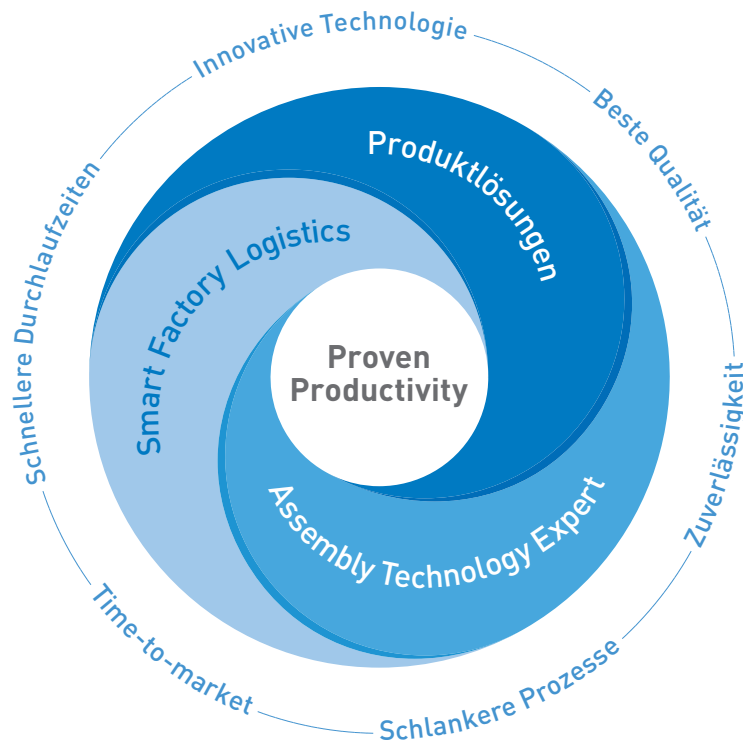 Innovative Technologie
Beste Qualität
Zuverlässigkeit
Schlankere Prozesse
Time-to-market
Schnellere Durchlaufzeiten
Produktlösungen
Assembly Technology Expert
Smart Factory Logistics
Proven
Productivity